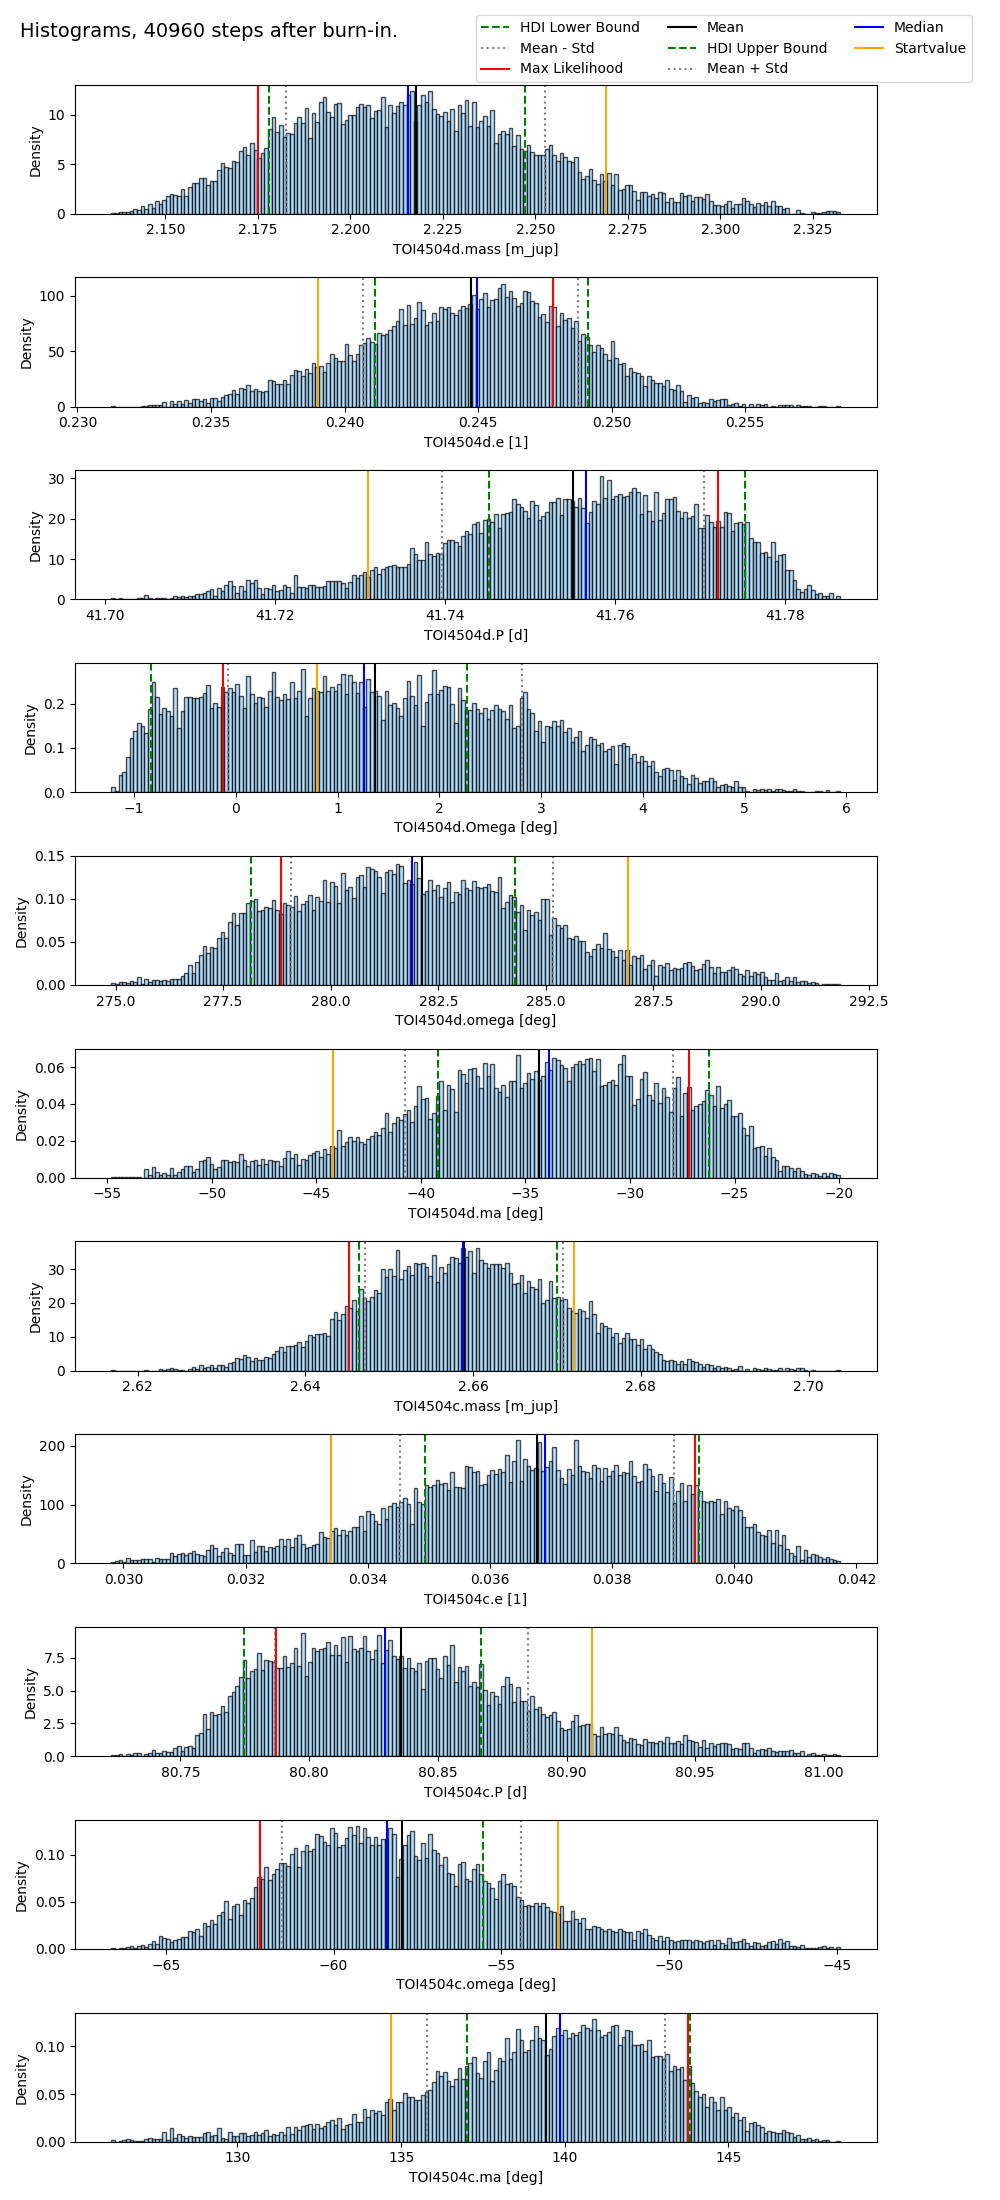 Histograms, 40960 steps after burn-in.
HDI Lower Bound
Mean - Std
Max Likelihood
Mean
HDI Upper Bound
Mean + Std
Median
Startvalue
10
5
0
Density
2.150 2.175 2.200 2.225 2.250 2.275 2.300 2.325
TOI4504d.mass [m_jup]
100
50
0
Density
0.230 0.235 0.240 0.245 0.250 0.255
TOI4504d.e [1]
30
20
10
0
Density
41.70 41.72 41.74 41.76 41.78
TOI4504d.P [d]
0.2
0.1
0.0
Density
−1 0 1 2 3 4 5 6
TOI4504d.Omega [deg]
0.15
0.10
0.05
0.00
Density
275.0 277.5 280.0 282.5 285.0 287.5 290.0 292.5
TOI4504d.omega [deg]
0.06
0.04
0.02
0.00
Density
−55 −50 −45 −40 −35 −30 −25 −20
TOI4504d.ma [deg]
30
20
10
0
Density
2.62 2.64 2.66 2.68 2.70
TOI4504c.mass [m_jup]
200
100
0
Density
0.030 0.032 0.034 0.036 0.038 0.040 0.042
TOI4504c.e [1]
7.5
5.0
2.5
0.0
Density
80.75 80.80 80.85 80.90 80.95 81.00
TOI4504c.P [d]
0.10
0.05
0.00
Density
−65 −60 −55 −50 −45
TOI4504c.omega [deg]
0.10
0.05
0.00
Density
130 135 140 145
TOI4504c.ma [deg]